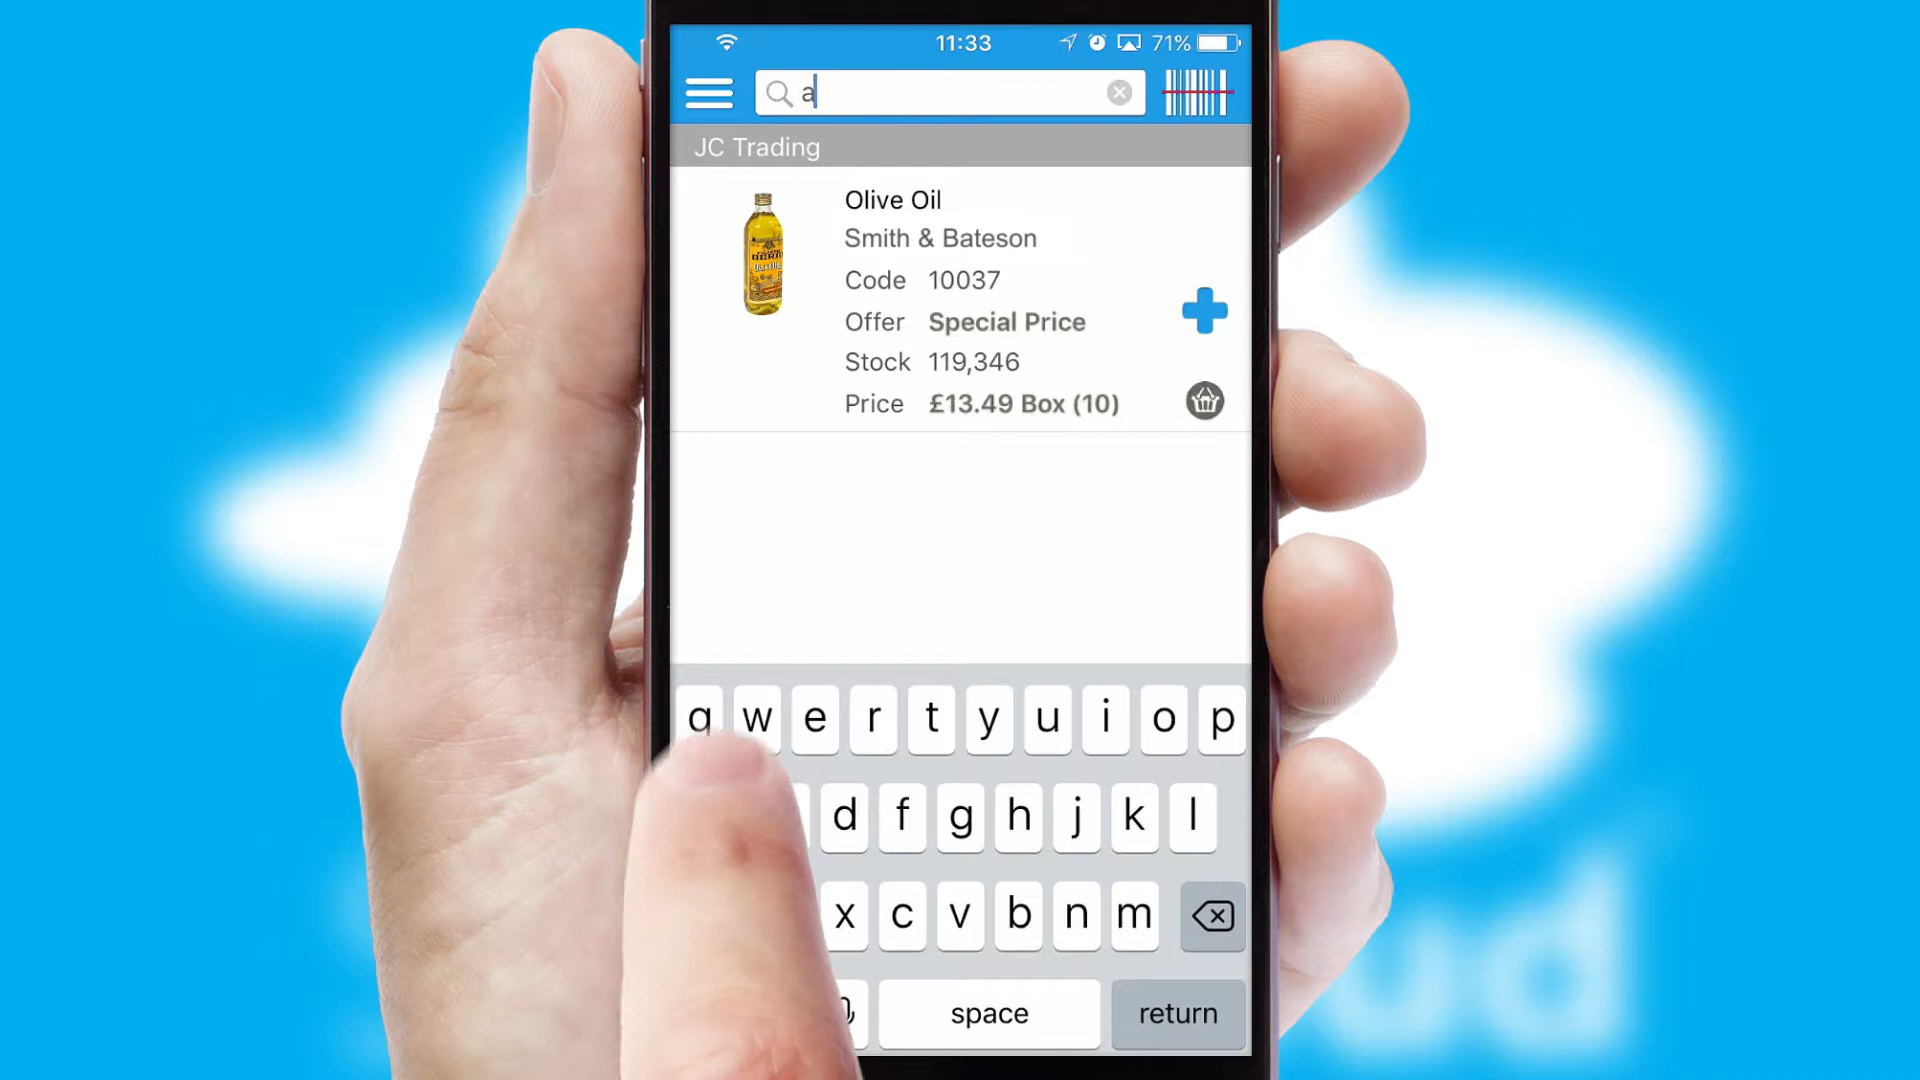 11:33 71%
a
JC Trading
Olive Oil
Smith & Bateson
Code 10037
Offer Special Price
Stock 119,346
Price £13.49 Box (10)
q w e r t y u i o p
d f g h j k l
x c v b n m
space return
ud